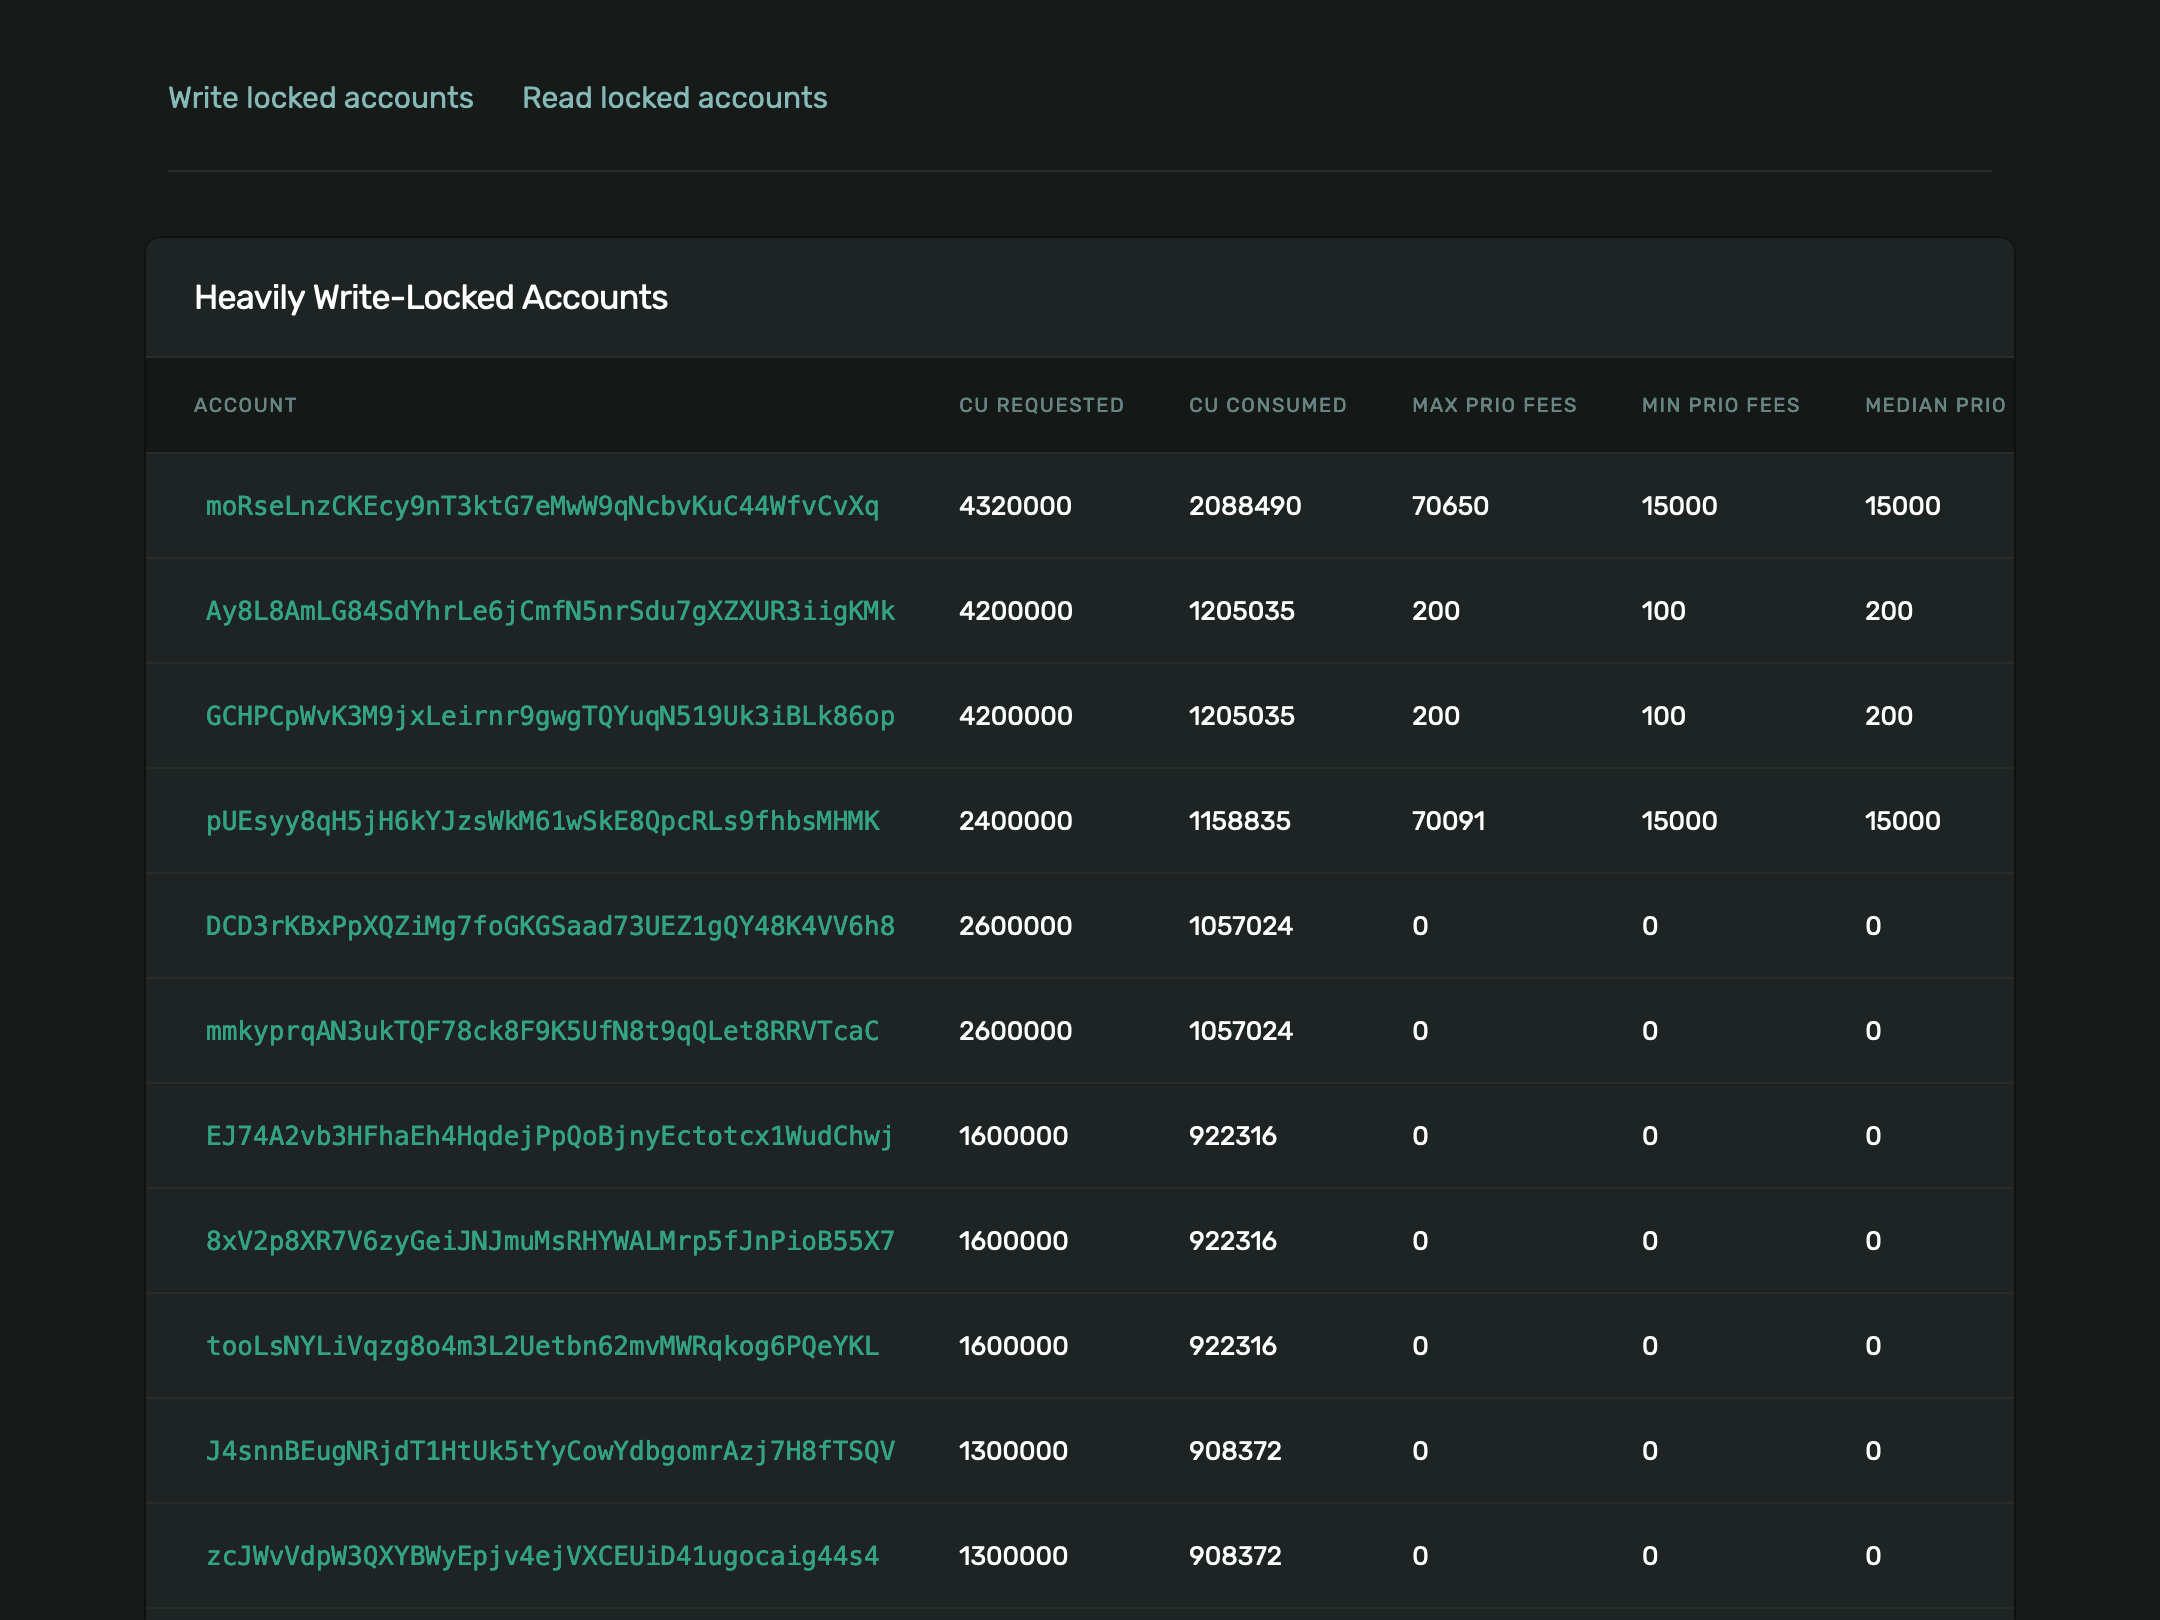 Write locked accounts Read locked accounts
Heavily Write-Locked Accounts
ACCOUNT CU REQUESTED CU CONSUMED MAX PRIO FEES MIN PRIO FEES MEDIAN PRIO
moRseLnzCKEcy9nT3ktG7eMwW9qNcbvKuC44WfvCvXq 4320000 2088490 70650 15000 15000
Ay8L8AmLG84SdYhrLe6jCmfN5nrSdu7gXZXUR3iigKMk 4200000 1205035 200 100 200
GCHPCpWvK3M9jxLeirnr9gwgTQYuqN519Uk3iBLk86op 4200000 1205035 200 100 200
pUEsyy8qH5jH6kYJzsWkM61wSkE8QpcRLs9fhbsMHMK 2400000 1158835 70091 15000 15000
DCD3rKBxPpXQZiMg7foGKGSaad73UEZ1gQY48K4VV6h8 2600000 1057024 0 0 0
mmkyprqAN3ukTQF78ck8F9K5UfN8t9qQLet8RRVTcaC 2600000 1057024 0 0 0
EJ74A2vb3HFhaEh4HqdejPpQoBjnyEctotcx1WudChwj 1600000 922316 0 0 0
8xV2p8XR7V6zyGeiJNJmuMsRHYWALMrp5fJnPioB55X7 1600000 922316 0 0 0
tooLsNYLiVqzg8o4m3L2Uetbn62mvMWRqkog6PQeYKL 1600000 922316 0 0 0
J4snnBEugNRjdT1HtUk5tYyCowYdbgomrAzj7H8fTSQV 1300000 908372 0 0 0
zcJWvVdpW3QXYBWyEpjv4ejVXCEUiD41ugocaig44s4 1300000 908372 0 0 0